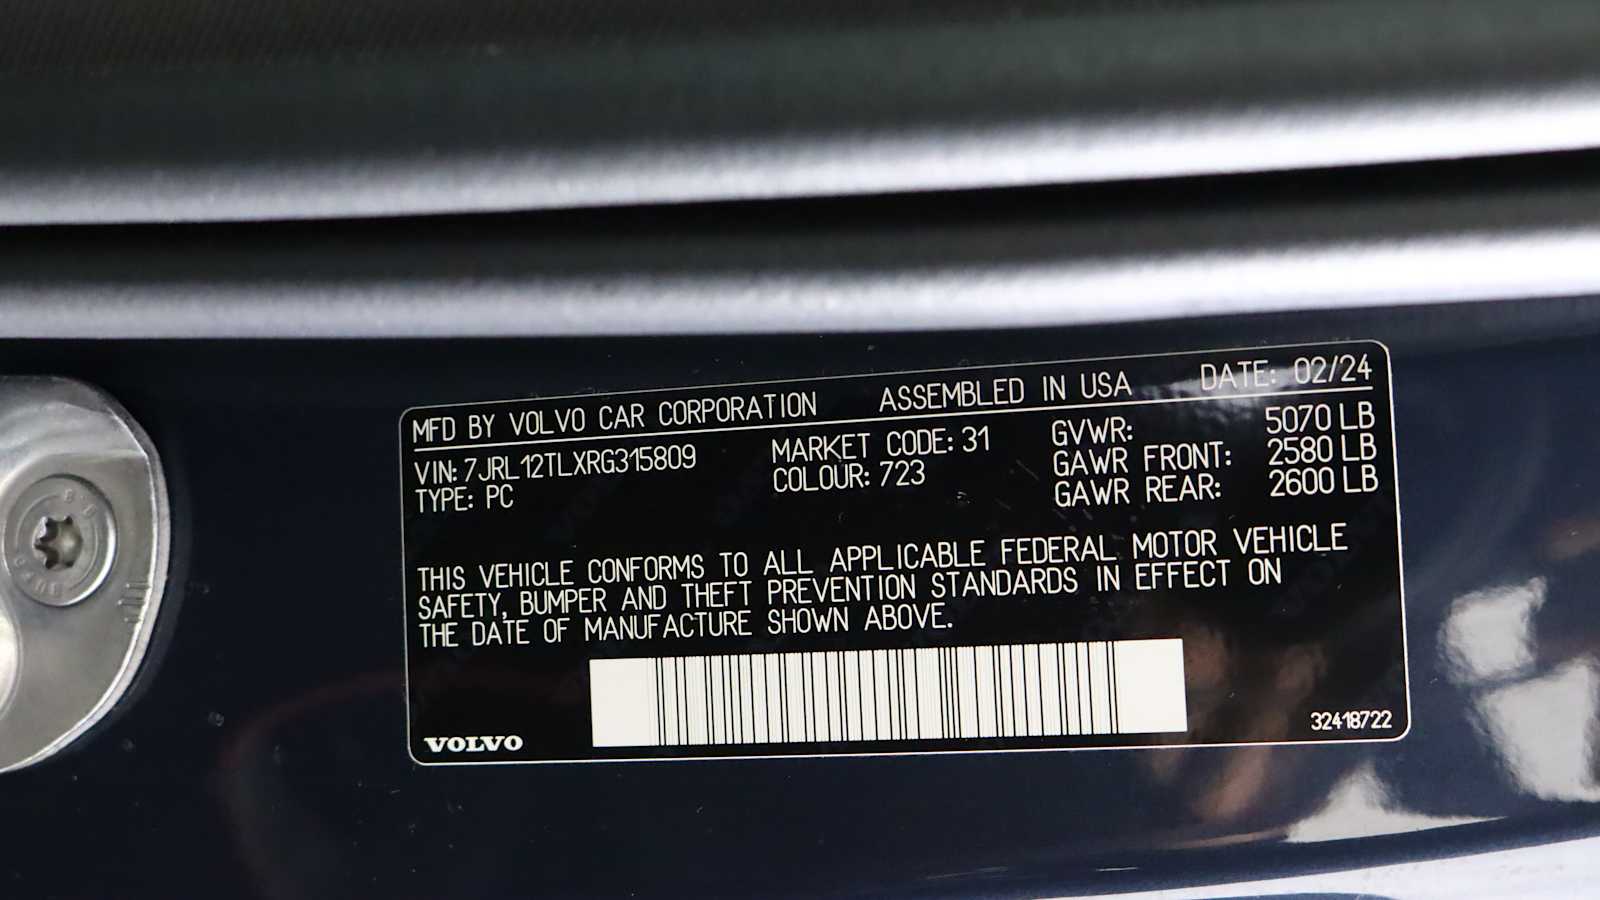 MFD BY VOLVO CAR CORPORATION ASSEMBLED IN USA DATE: 02/24
VIN: 7JRL12TLXRG315809 MARKET CODE: 31 GVWR: 5070 LB
TYPE: PC COLOUR: 723 GAWR FRONT: 2580 LB
GAWR REAR: 2600 LB
THIS VEHICLE CONFORMS TO ALL APPLICABLE FEDERAL MOTOR VEHICLE
SAFETY, BUMPER AND THEFT PREVENTION STANDARDS IN EFFECT ON
THE DATE OF MANUFACTURE SHOWN ABOVE.
VOLVO 32418722